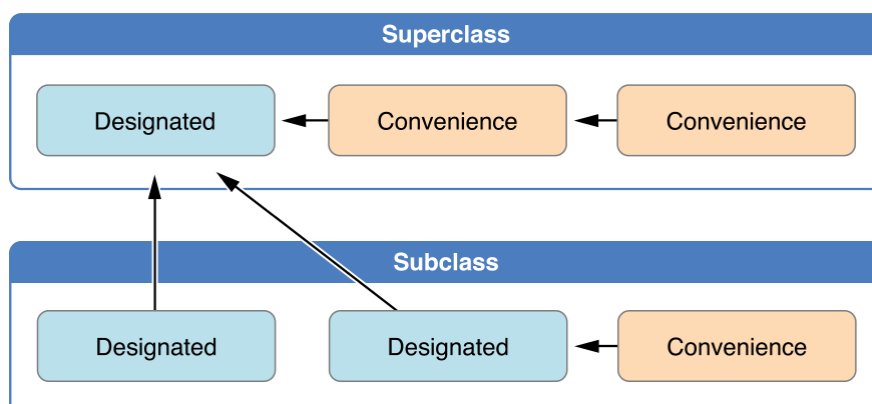 Superclass
Designated
Convenience
Convenience
Subclass
Designated
Designated
Convenience